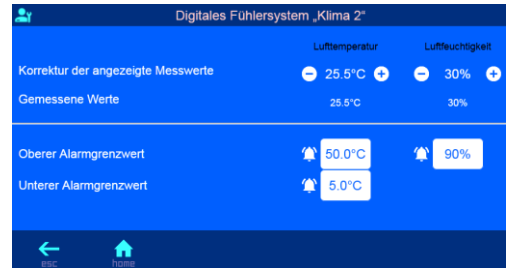 Digitales Fühlersystem „Klima 2“
Lufttemperatur Luftfeuchtigkeit
Korrektur der angezeigte Messwerte 25.5°C 30%
Gemessene Werte 25.5°C 30%
Oberer Alarmgrenzwert 50.0°C 90%
Unterer Alarmgrenzwert 5.0°C
esc home